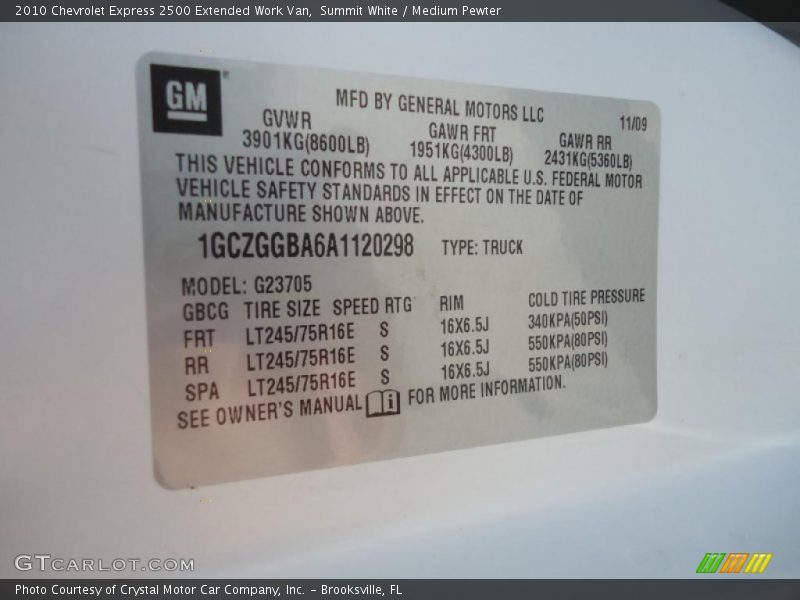 2010 Chevrolet Express 2500 Extended Work Van,  Summit White / Medium Pewter
GM®
MFD BY GENERAL MOTORS LLC
11/09
GVWR GAWR FRT GAWR RR
3901KG(8600LB) 1951KG(4300LB) 2431KG(5360LB)
THIS VEHICLE CONFORMS TO ALL APPLICABLE U.S. FEDERAL MOTOR
VEHICLE SAFETY STANDARDS IN EFFECT ON THE DATE OF
MANUFACTURE SHOWN ABOVE.
1GCZGGBA6A1120298 TYPE: TRUCK
MODEL: G23705
GBCG TIRE SIZE SPEED RTG RIM COLD TIRE PRESSURE
FRT LT245/75R16E S 16X6.5J 340KPA(50PSI)
RR LT245/75R16E S 16X6.5J 550KPA(80PSI)
SPA LT245/75R16E S 16X6.5J 550KPA(80PSI)
SEE OWNER'S MANUAL i FOR MORE INFORMATION.
GTCARLOT.COM
Photo Courtesy of Crystal Motor Car Company, Inc. – Brooksville, FL